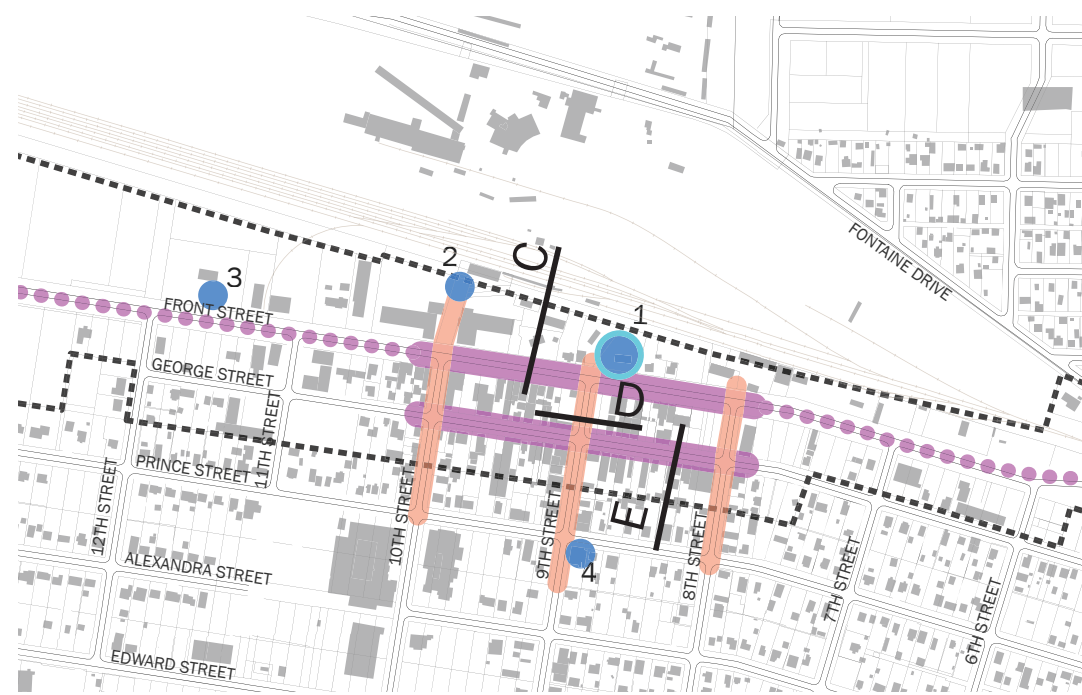 FONTAINE DRIVE
C
2
3
1
FRONT STREET
GEORGE STREET
D
11TH STREET
PRINCE STREET
12TH STREET
10TH STREET
9TH STREET
E
8TH STREET
4
7TH STREET
6TH STREET
ALEXANDRA STREET
EDWARD STREET